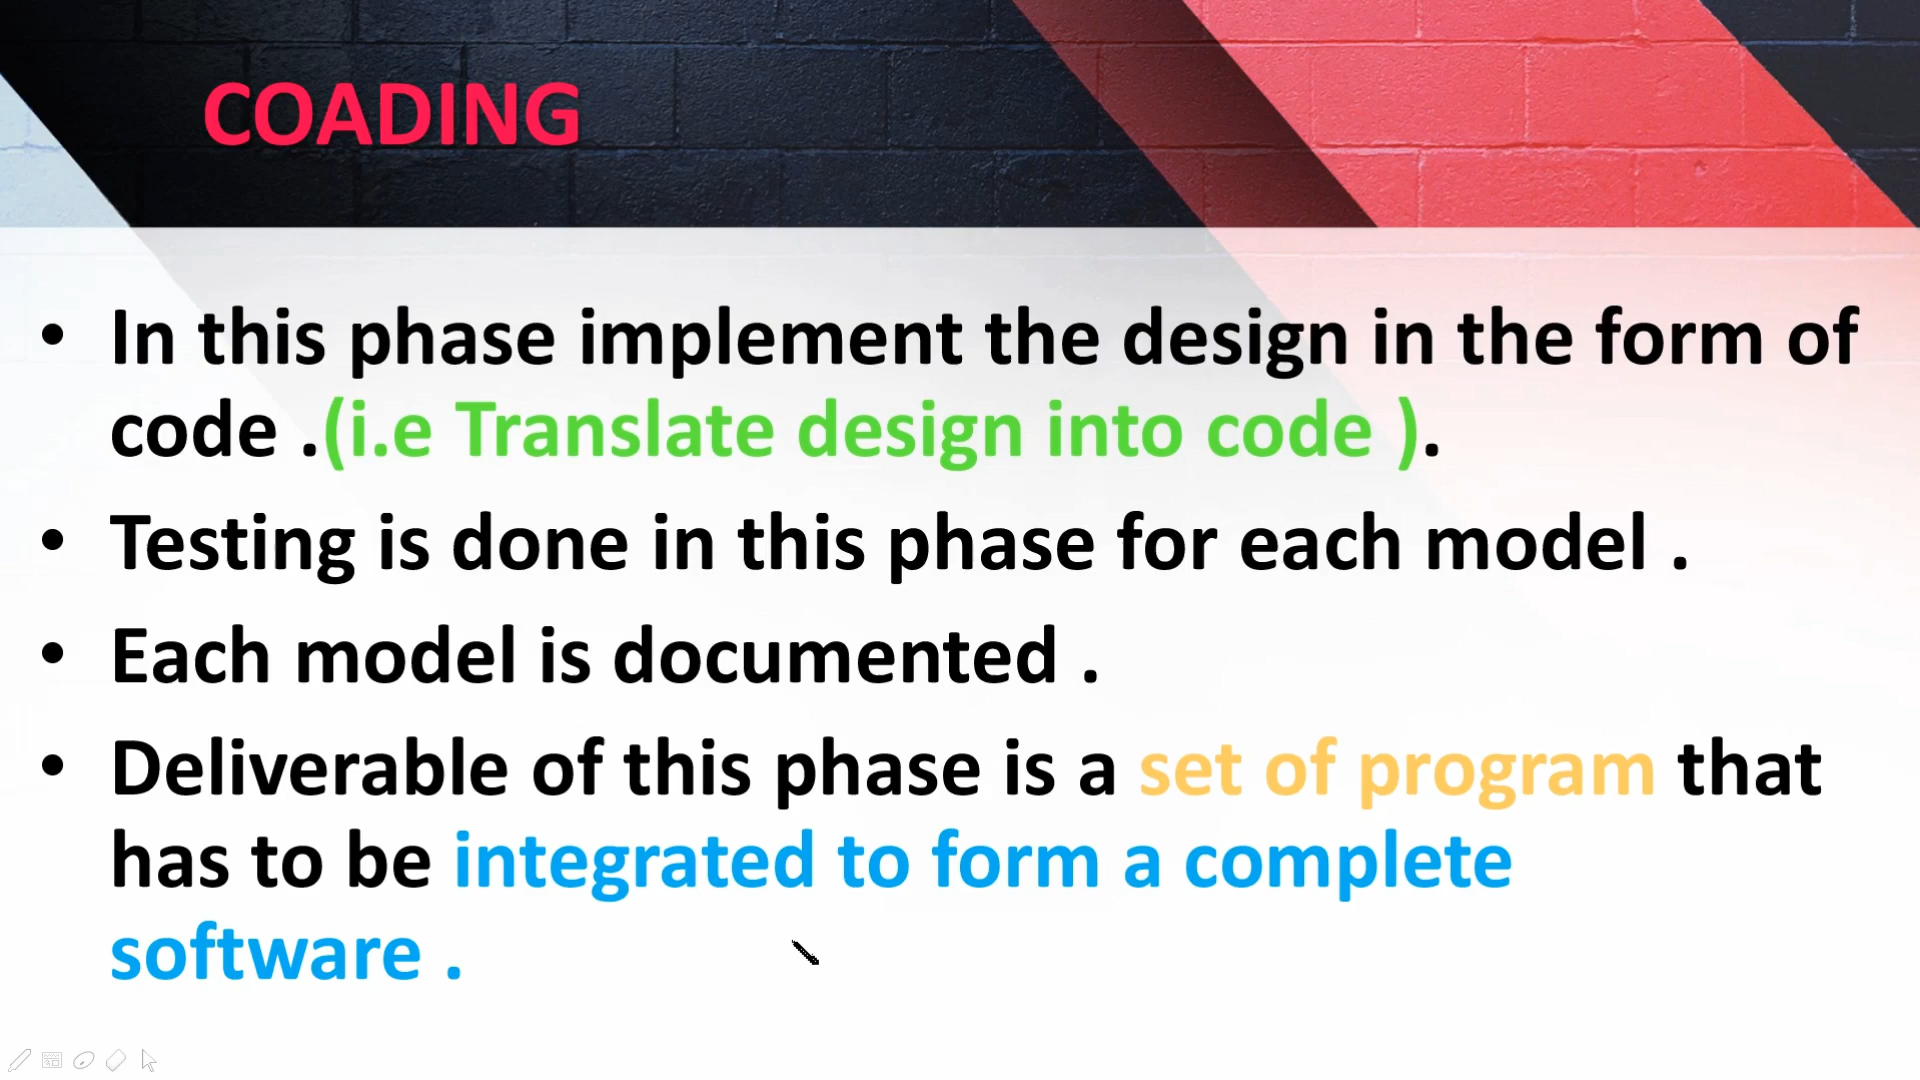 COADING
• In this phase implement the design in the form of
code .(i.e Translate design into code ).
• Testing is done in this phase for each model .
• Each model is documented .
• Deliverable of this phase is a set of program that
has to be integrated to form a complete
software .